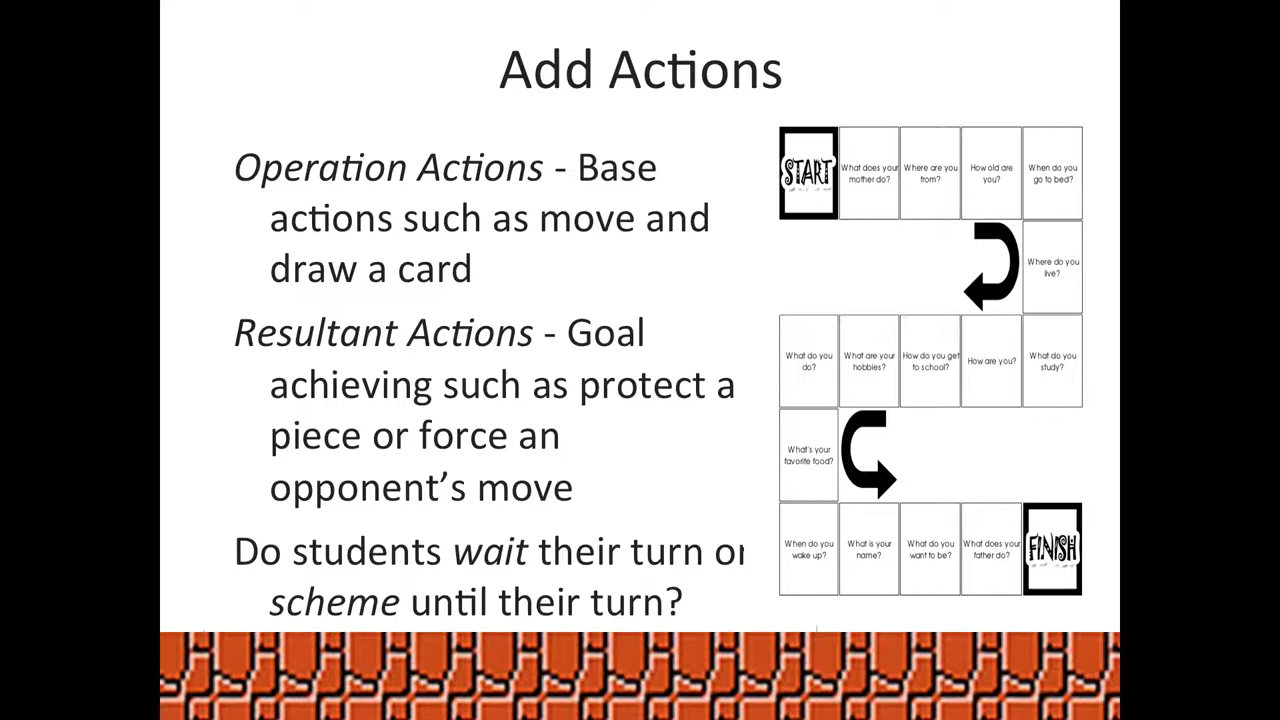 Add Actions
Operation Actions - Base
actions such as move and
draw a card
Resultant Actions - Goal
achieving such as protect a
piece or force an
opponent's move
Do students wait their turn or
scheme until their turn?
START
What does your
mother do?
Where are you
from?
How old are
you?
When do you
go to bed?
Where do you
live?
What do you
do?
What are your
hobbies?
How do you get
to school?
How are you?
What do you
study?
What's your
favorite food?
When do you
wake up?
What is your
name?
What do you
want to be?
What does your
father do?
FINISH